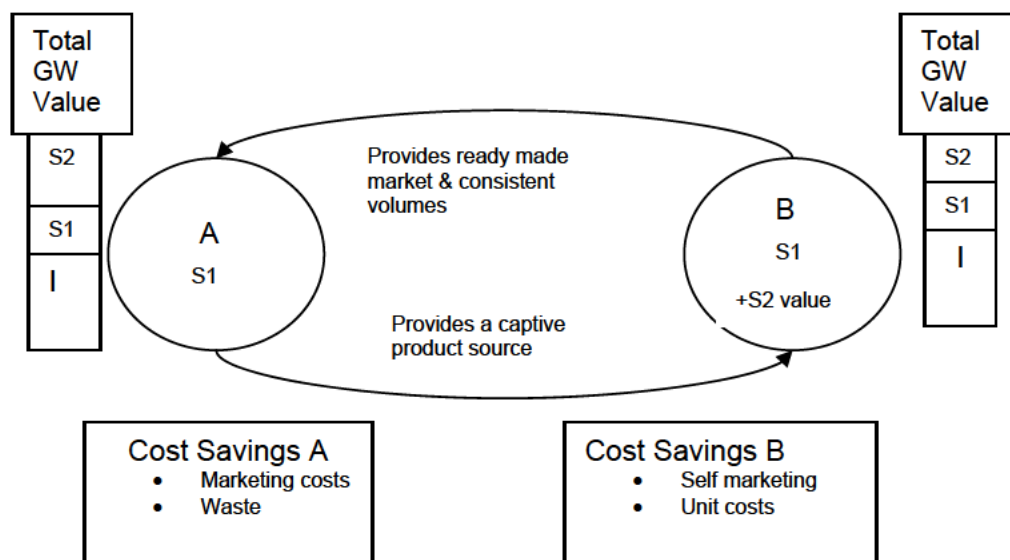 Total
GW
Value
S2
S1
I
A
S1
Provides ready made
market & consistent
volumes
Provides a captive
product source
B
S1
+S2 value
Total
GW
Value
S2
S1
I
Cost Savings A
• Marketing costs
• Waste
Cost Savings B
• Self marketing
• Unit costs